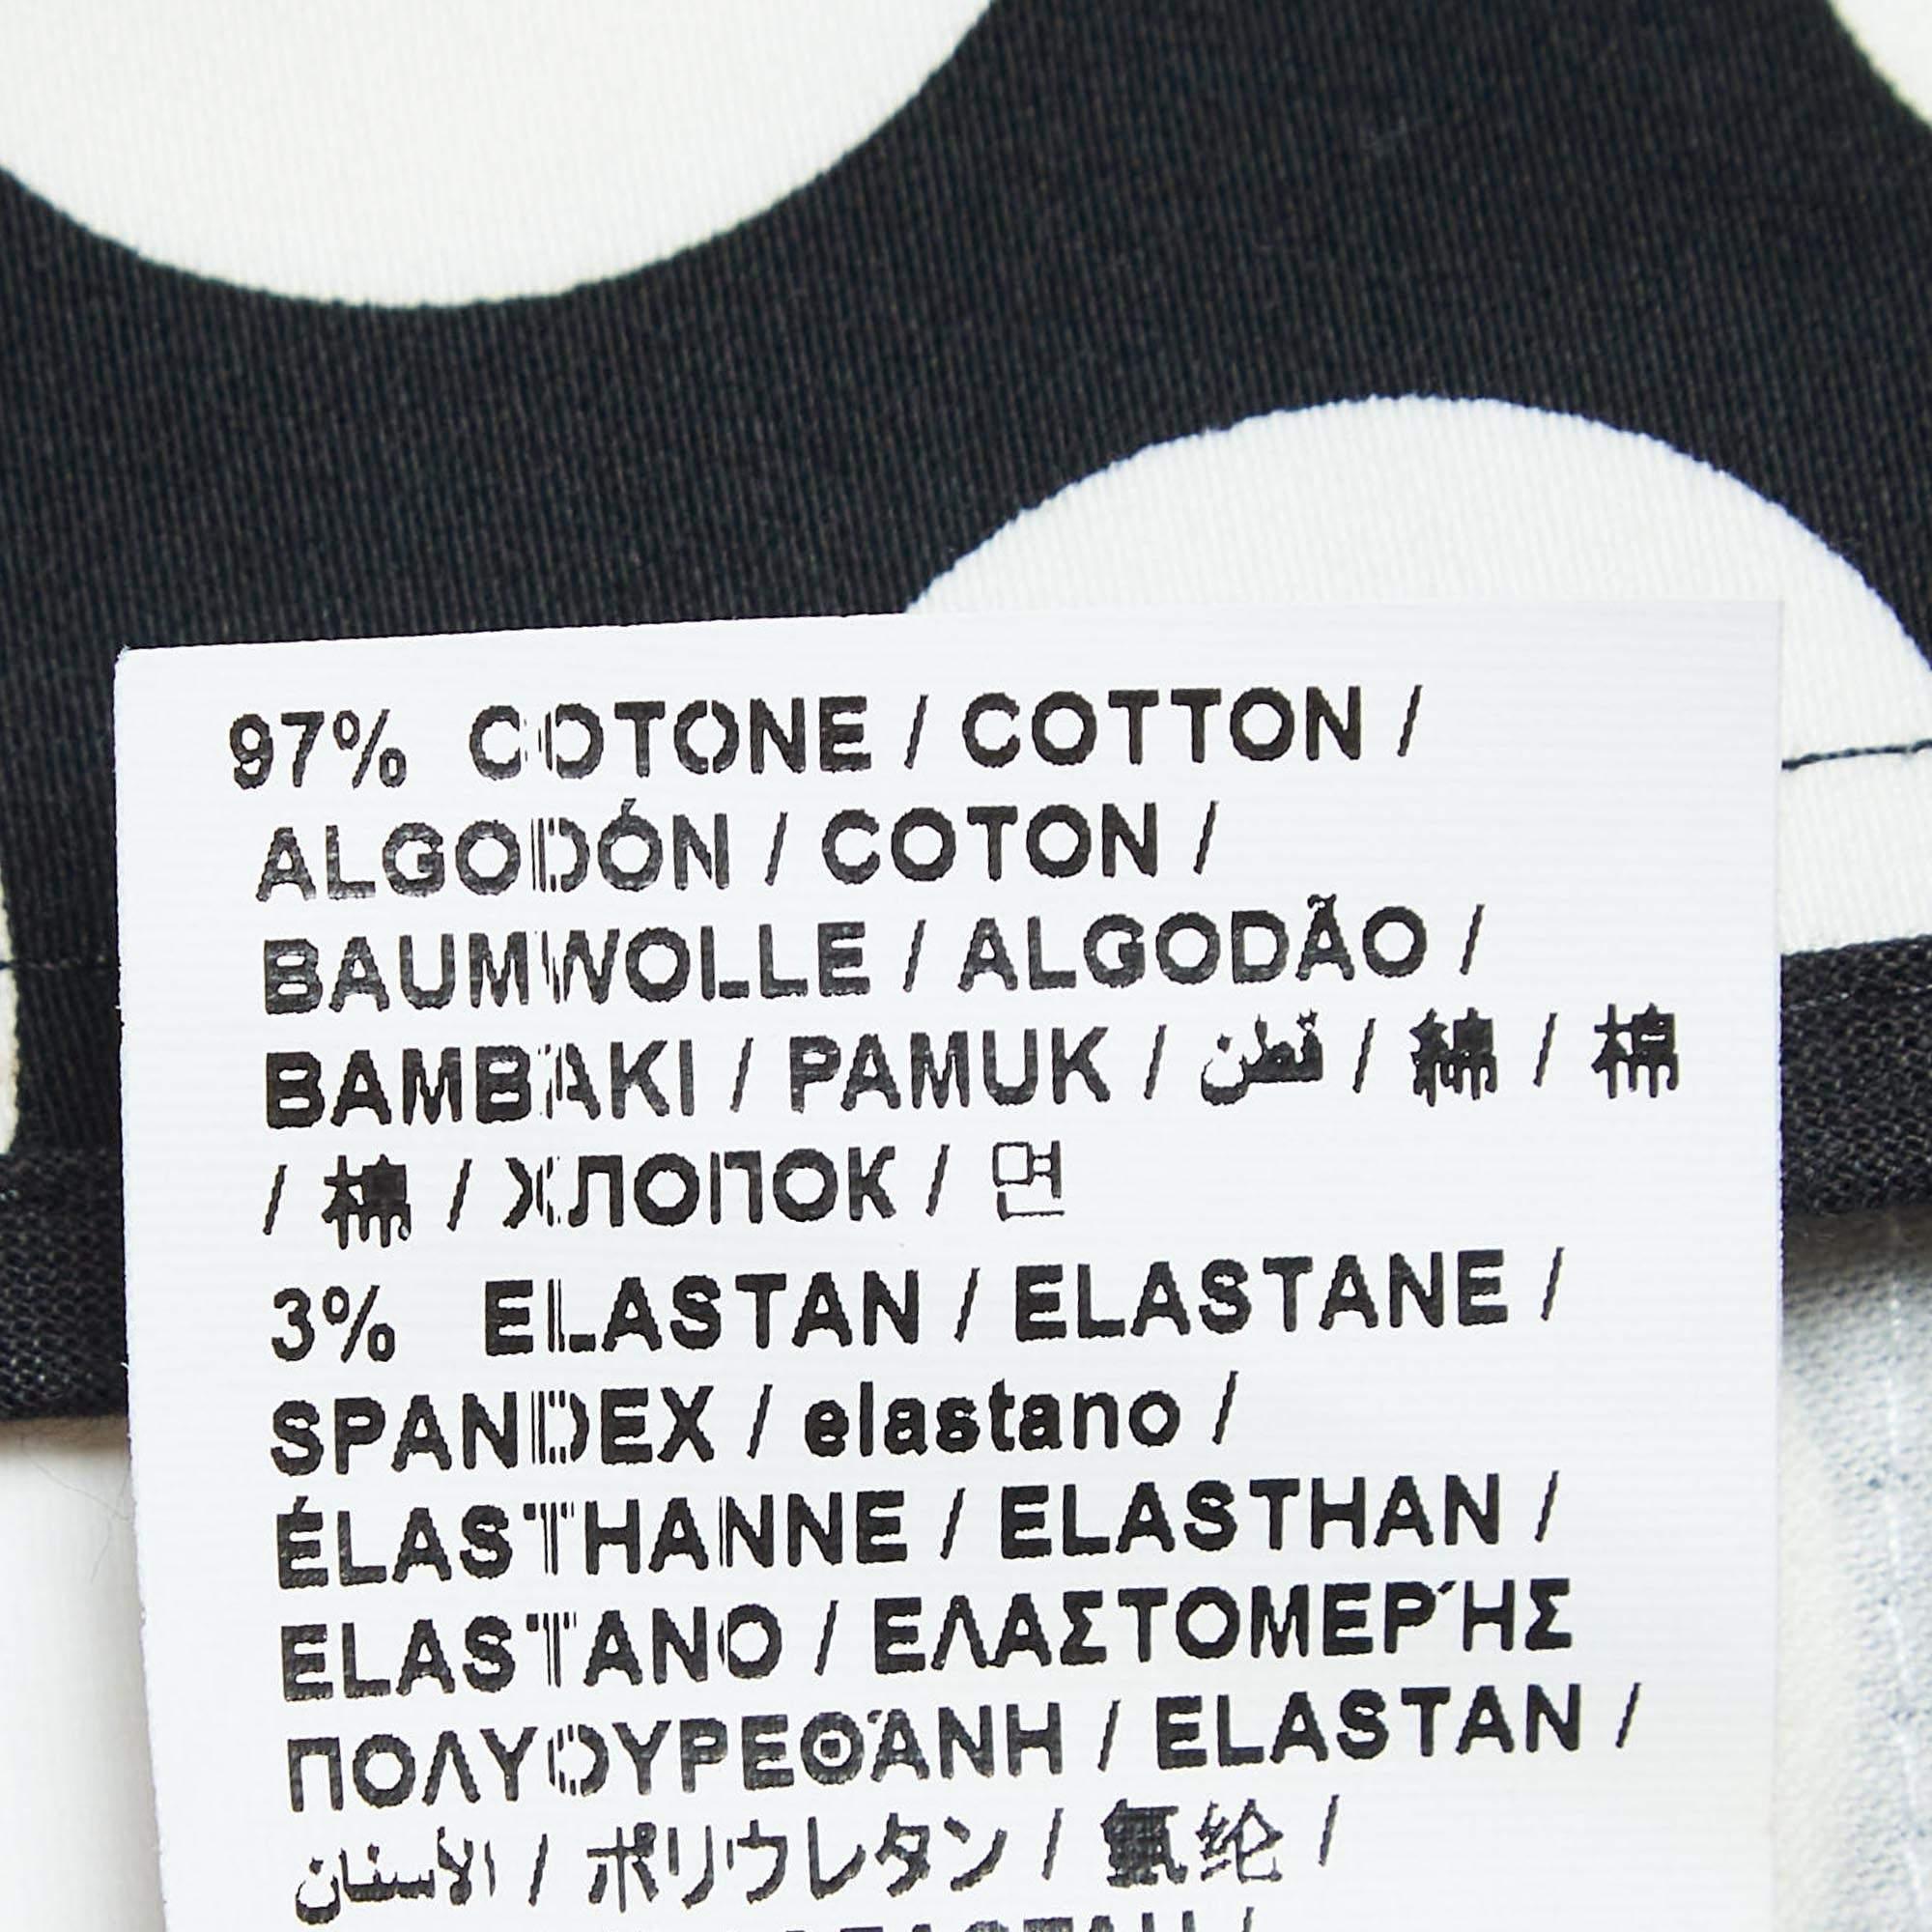 97% COTONE / COTTON /
ALGODÓN / COTON /
BAUMWOLLE / ALGODÃO /
BAMBAKI / PAMUK / قطن / 綿 / 棉
/ 棉 / ХЛОПОК / 면
3% ELASTAN / ELASTANE /
SPANDEX / elastano /
ÉLASTHANNE / ELASTHAN /
ELASTANO / ΕΛΑΣΤΟΜΕΡΉΣ
ΠΟΛΥΟΥΡΕΘΆΝΗ / ELASTAN /
الأسنان / ポリウレタン / 氨纶 /